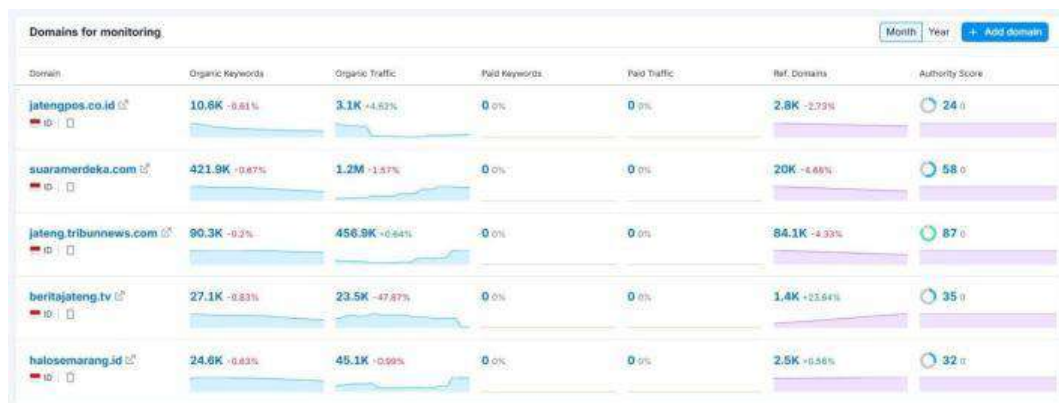 Domains for monitoring
Month Year + Add domain
Domain Organic Keywords Organic Traffic Paid Keywords Paid Traffic Ref. Domains Authority Score
jatengpos.co.id 10.6K -0.61% 3.1K +4.52% 0 0% 0 0% 2.8K -2.73% 24 0
ID
suaramerdeka.com 421.9K -0.67% 1.2M -1.57% 0 0% 0 0% 20K -4.66% 58 0
ID
jateng.tribunnews.com 90.3K -0.2% 456.9K +0.64% 0 0% 0 0% 84.1K -4.33% 87 0
ID
beritajateng.tv 27.1K -0.83% 23.5K -47.87% 0 0% 0 0% 1.4K +23.64% 35 0
ID
halosemarang.id 24.6K -0.63% 45.1K -0.99% 0 0% 0 0% 2.5K +0.56% 32 0
ID